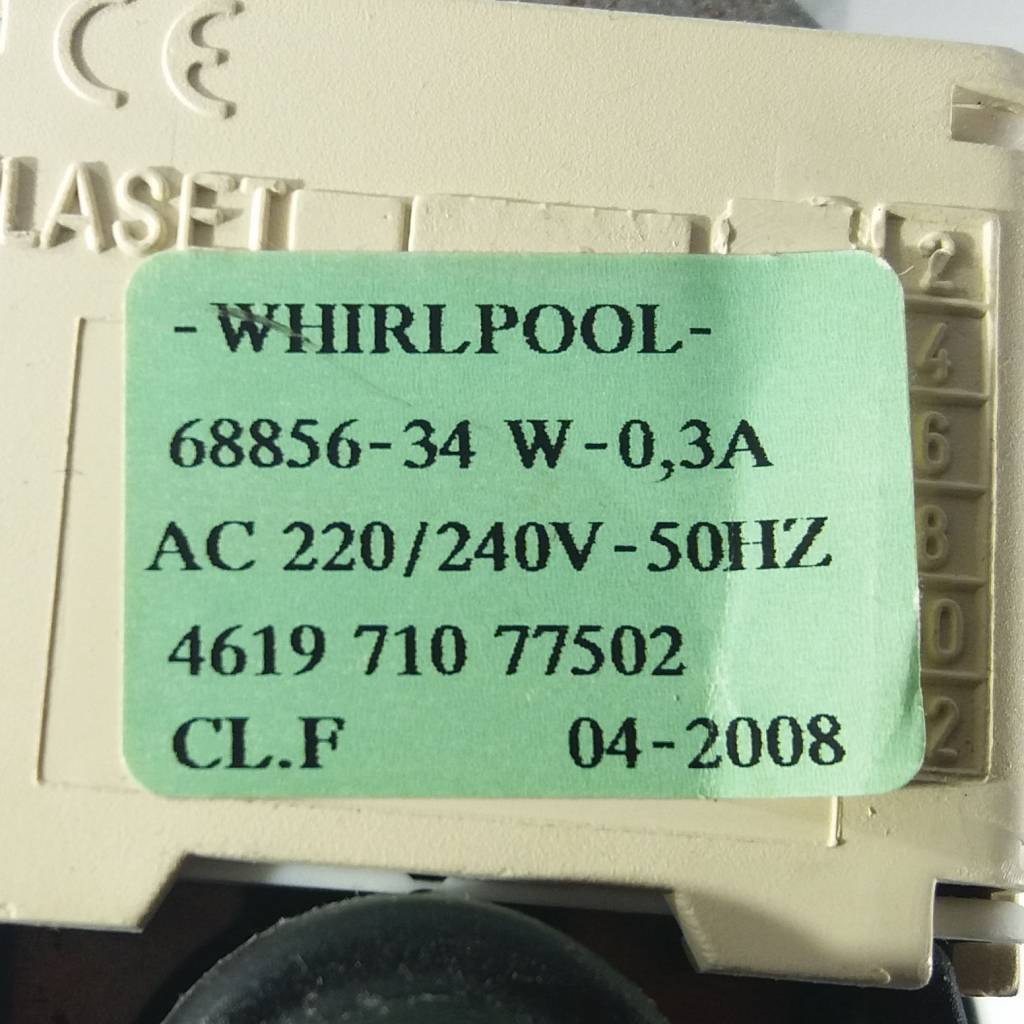 CE
LASET
-WHIRLPOOL-
68856-34 W-0,3A
AC 220/240V-50HZ
4619 710 77502
CL.F 04-2008
2
4
6
8
0
2